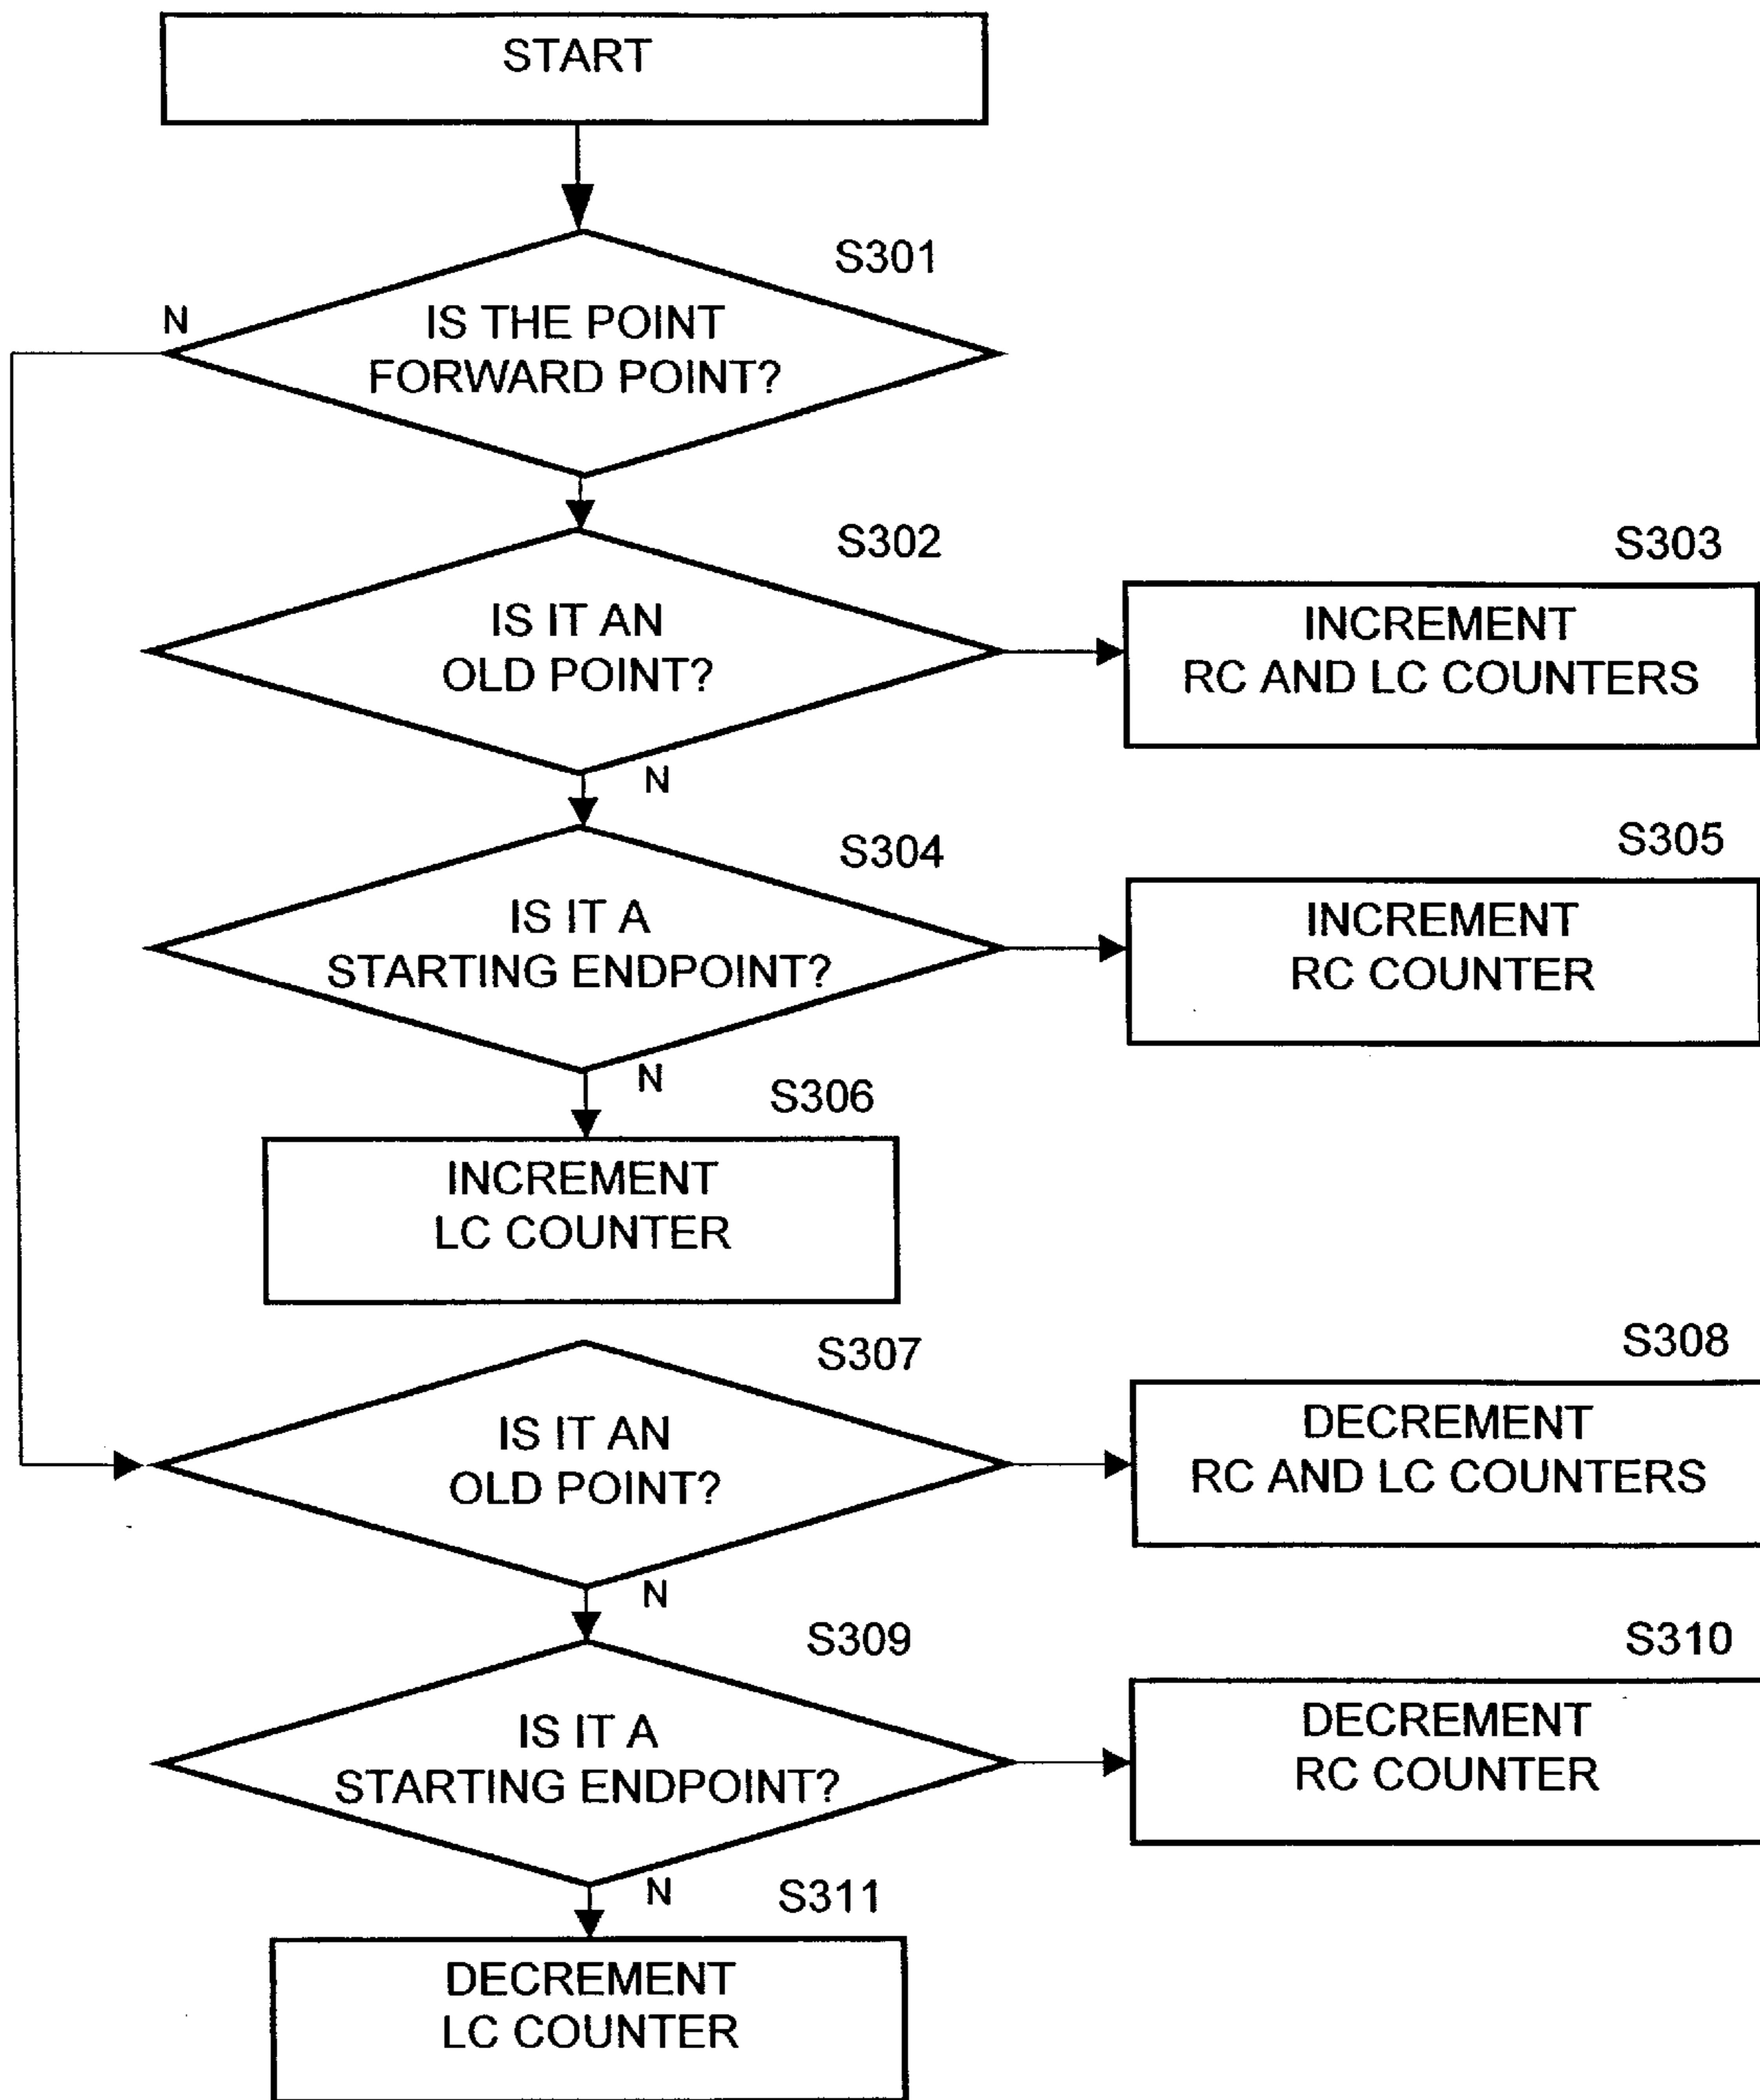 START
S301
N
IS THE POINT
FORWARD POINT?
S302
IS IT AN
OLD POINT?
N
S303
INCREMENT
RC AND LC COUNTERS
S304
IS IT A
STARTING ENDPOINT?
N
S305
INCREMENT
RC COUNTER
S306
INCREMENT
LC COUNTER
S307
IS IT AN
OLD POINT?
N
S308
DECREMENT
RC AND LC COUNTERS
S309
IS IT A
STARTING ENDPOINT?
N
S310
DECREMENT
RC COUNTER
S311
DECREMENT
LC COUNTER